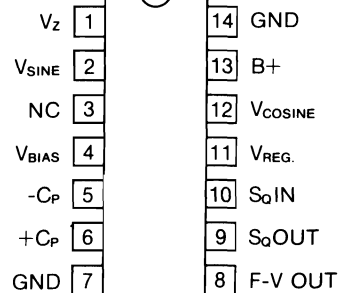 Vz 1 14 GND
VSINE 2 13 B+
NC 3 12 VCOSINE
VBIAS 4 11 VREG.
-CP 5 10 SQIN
+CP 6 9 SQOUT
GND 7 8 F-V OUT